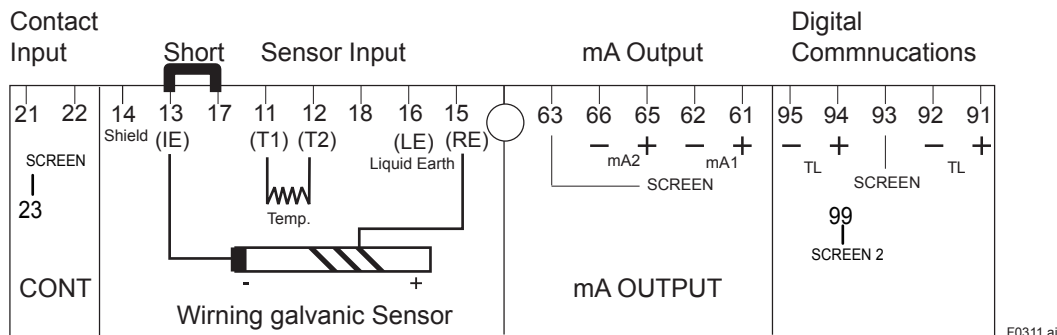 Contact
Input
Short
Sensor Input
mA Output
Digital
Commnucations
21 22 14 13 17 11 12 18 16 15 63 66 65 62 61 95 94 93 92 91
Shield (IE) (T1) (T2) (LE) (RE)
Liquid Earth
SCREEN
23
Temp.
− mA2 + − mA1 +
SCREEN
− TL + − TL +
SCREEN
99
SCREEN 2
- +
CONT
Wirning galvanic Sensor
mA OUTPUT
F0311.ai